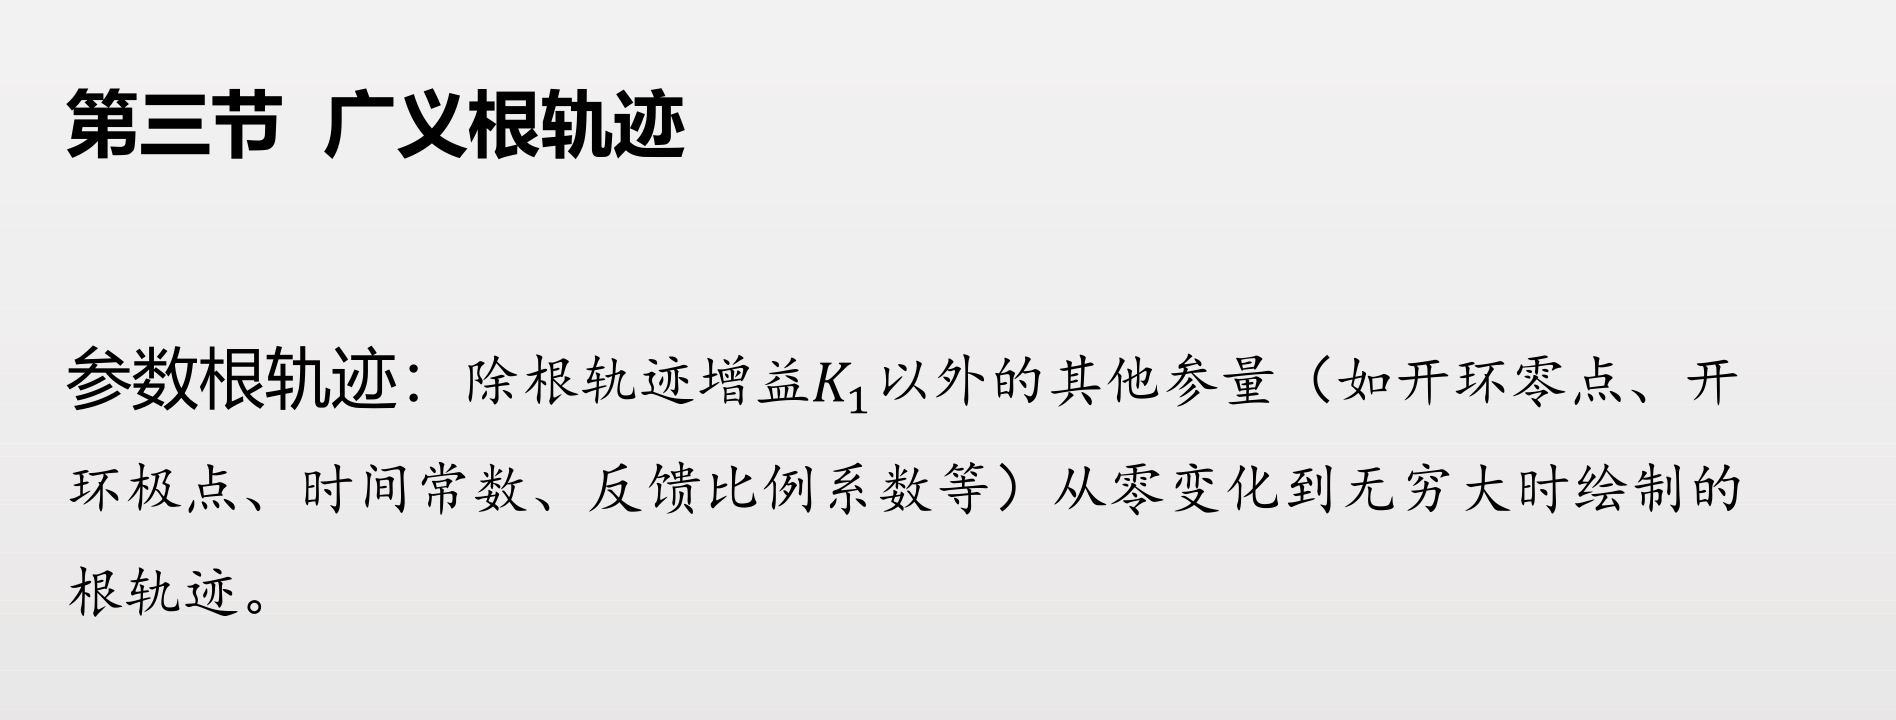 第三节 广义根轨迹
参数根轨迹：除根轨迹增益K₁以外的其他参量（如开环零点、开
环极点、时间常数、反馈比例系数等）从零变化到无穷大时绘制的
根轨迹。